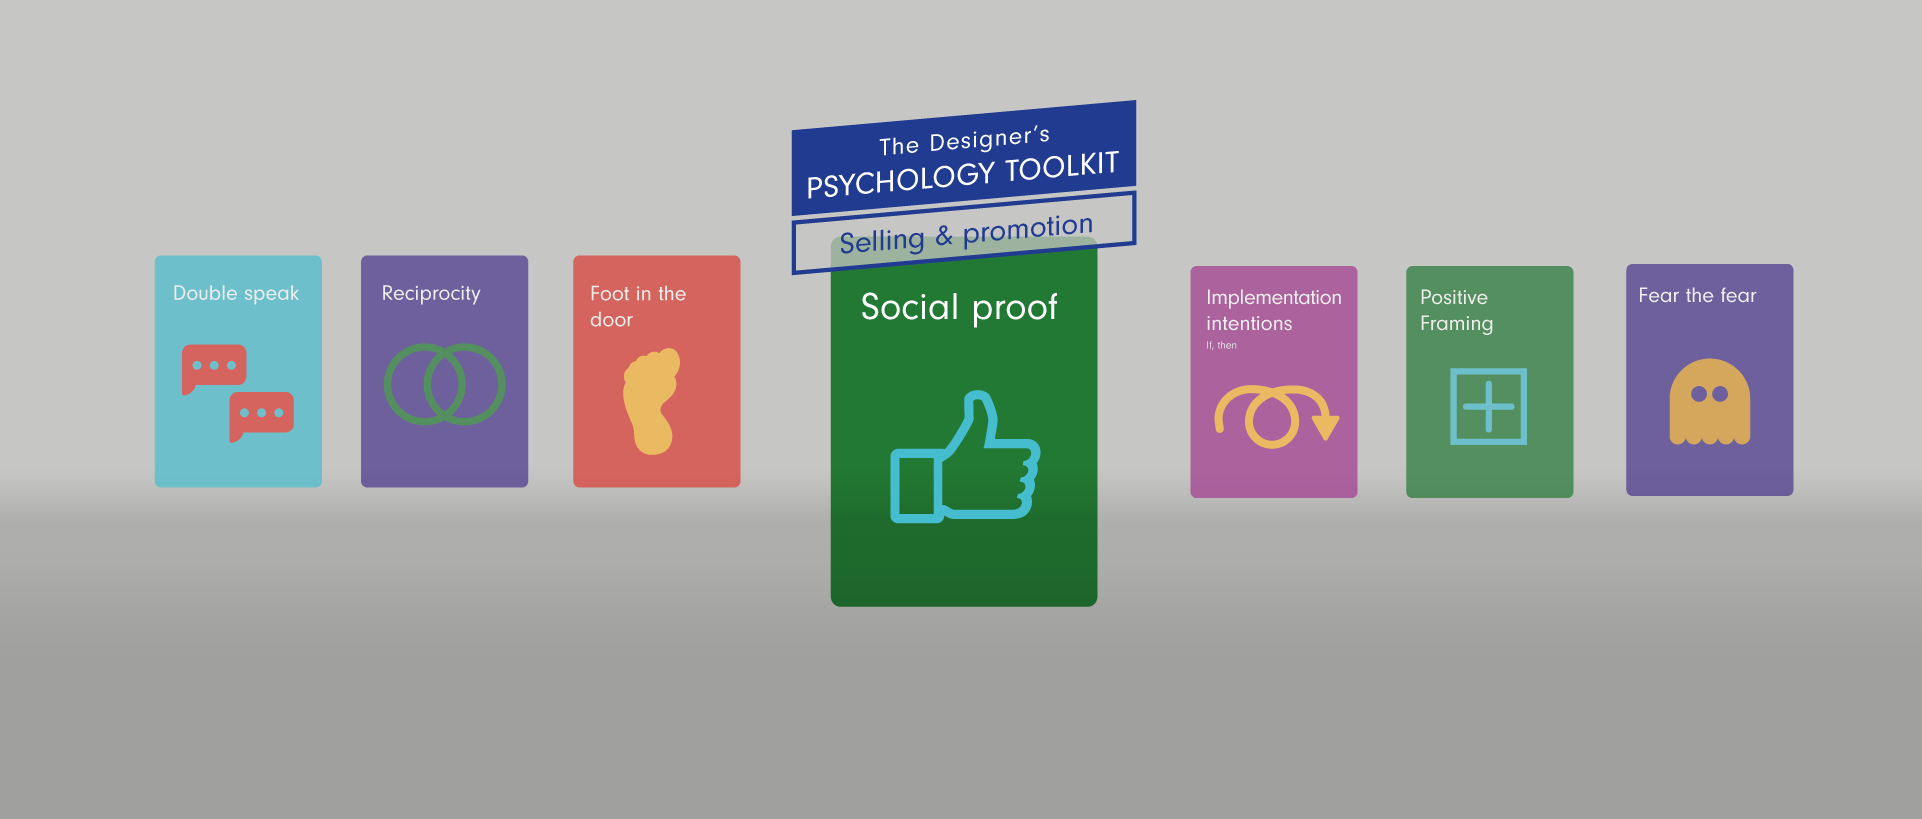 The Designer's
PSYCHOLOGY TOOLKIT
Selling & promotion
Double speak
Reciprocity
Foot in the
door
Social proof
Implementation
intentions
If, then
Positive
Framing
Fear the fear